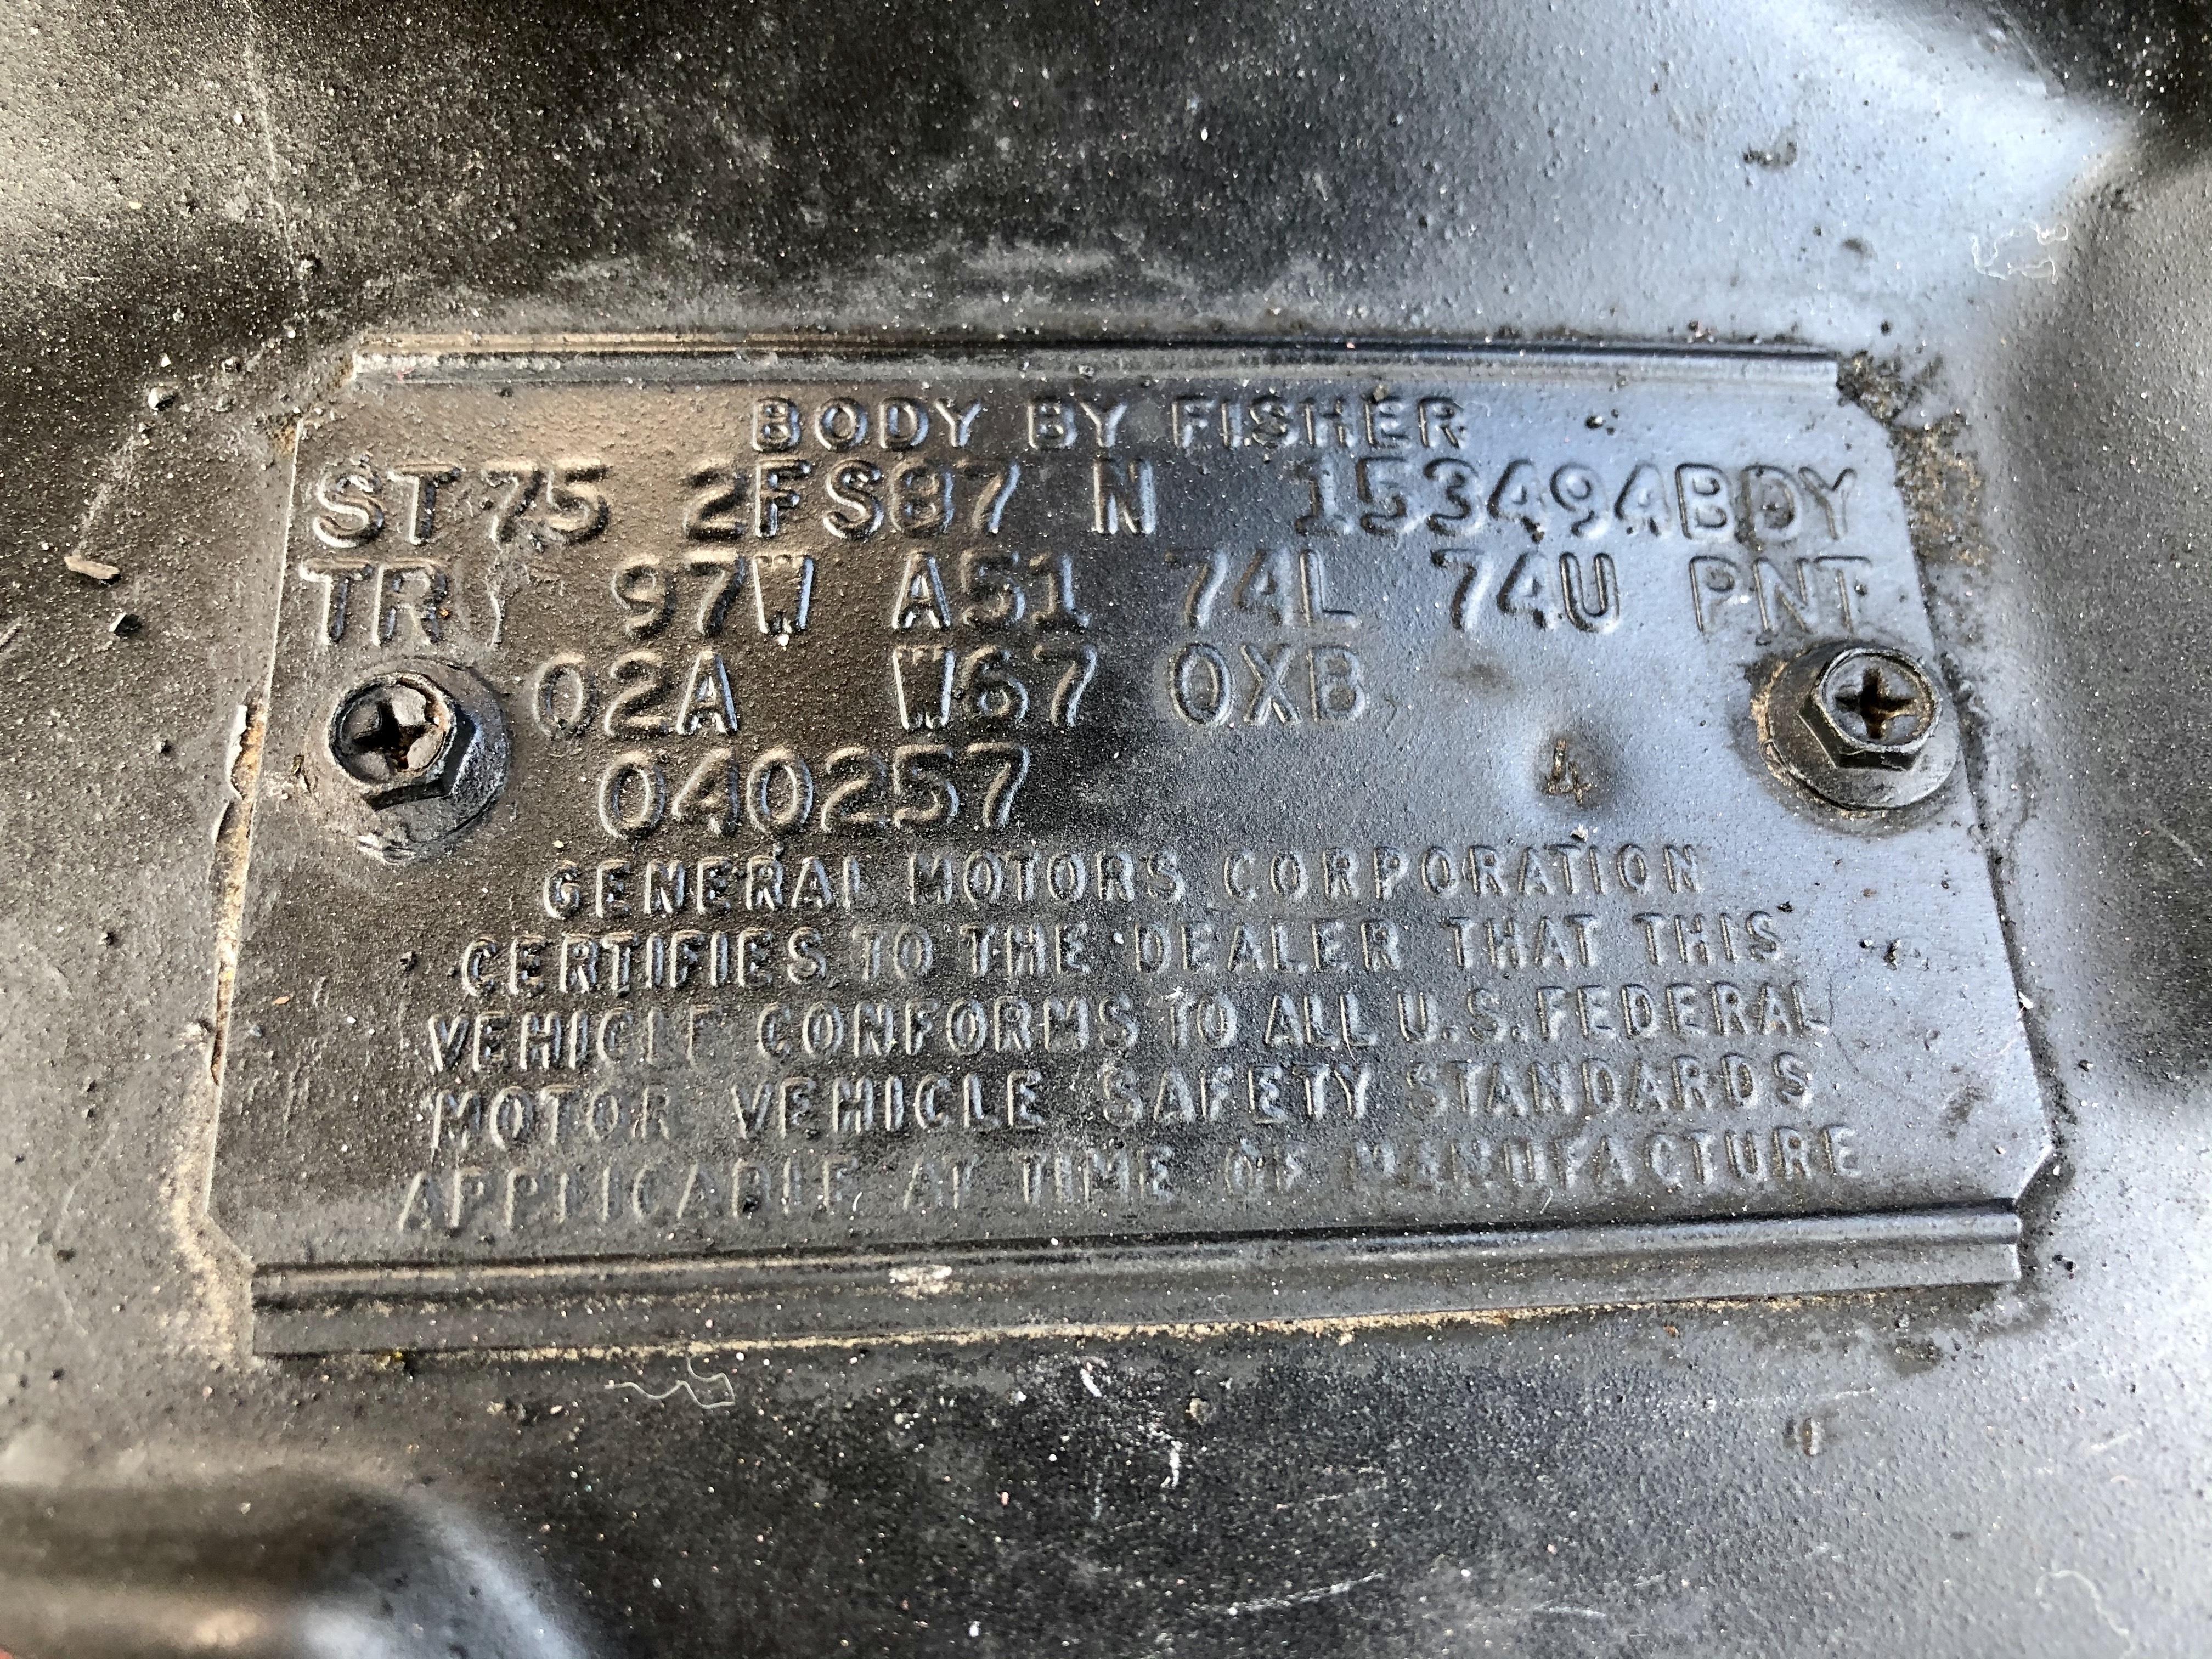 BODY BY FISHER
ST75 2FS87 N 153494BDY
TR 97W A51 74L 74U PNT
02A W67 0XB
040257 4
GENERAL MOTORS CORPORATION
CERTIFIES TO THE DEALER THAT THIS
VEHICLE CONFORMS TO ALL U.S. FEDERAL
MOTOR VEHICLE SAFETY STANDARDS
APPLICABLE AT TIME OF MANUFACTURE